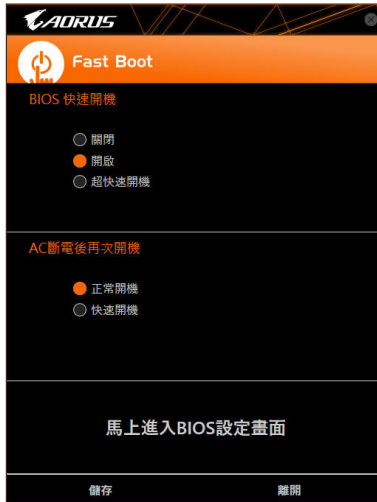 AORUS
Fast Boot
BIOS 快速開機
關閉
開啟
超快速開機
AC斷電後再次開機
正常開機
快速開機
馬上進入BIOS設定畫面
儲存 離開